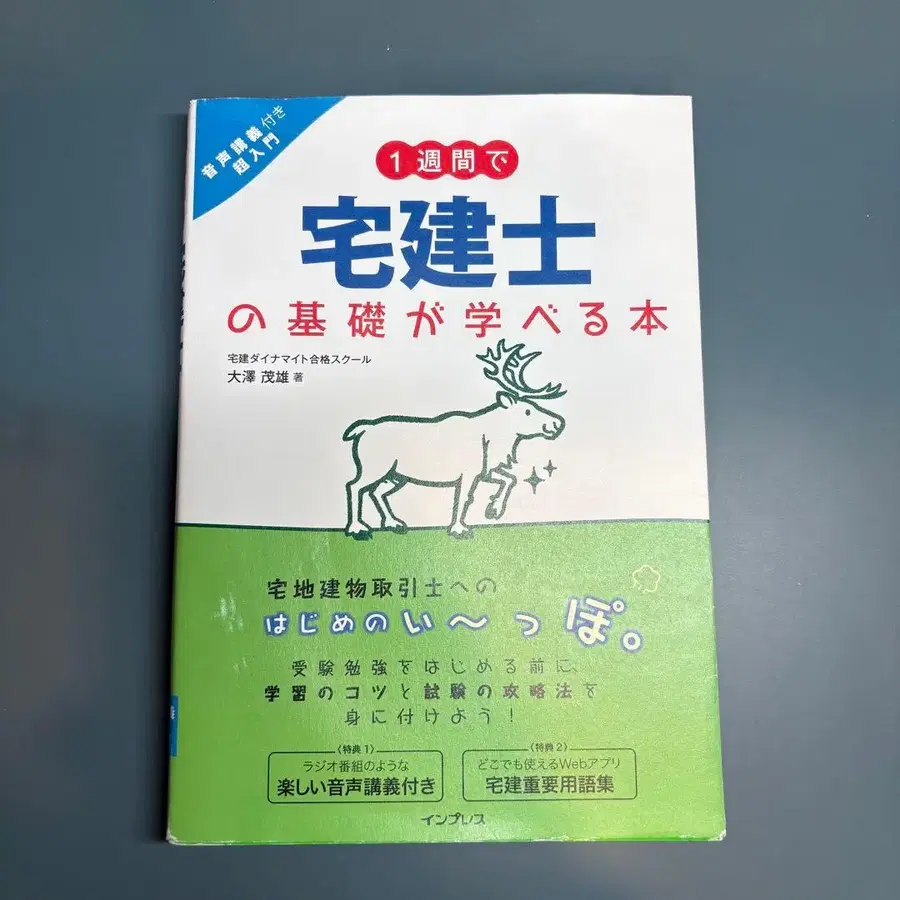 音声講義付き
超入門
1週間で
宅建士
の基礎が学べる本
宅建ダイナマイト合格スクール
大澤 茂雄 著
宅地建物取引士への
はじめのい〜っぽ。
受験勉強をはじめる前に、
学習のコツと試験の攻略法を
身に付けよう!
〈特典1〉
ラジオ番組のような
楽しい音声講義付き
〈特典2〉
どこでも使えるWebアプリ
宅建重要用語集
インプレス